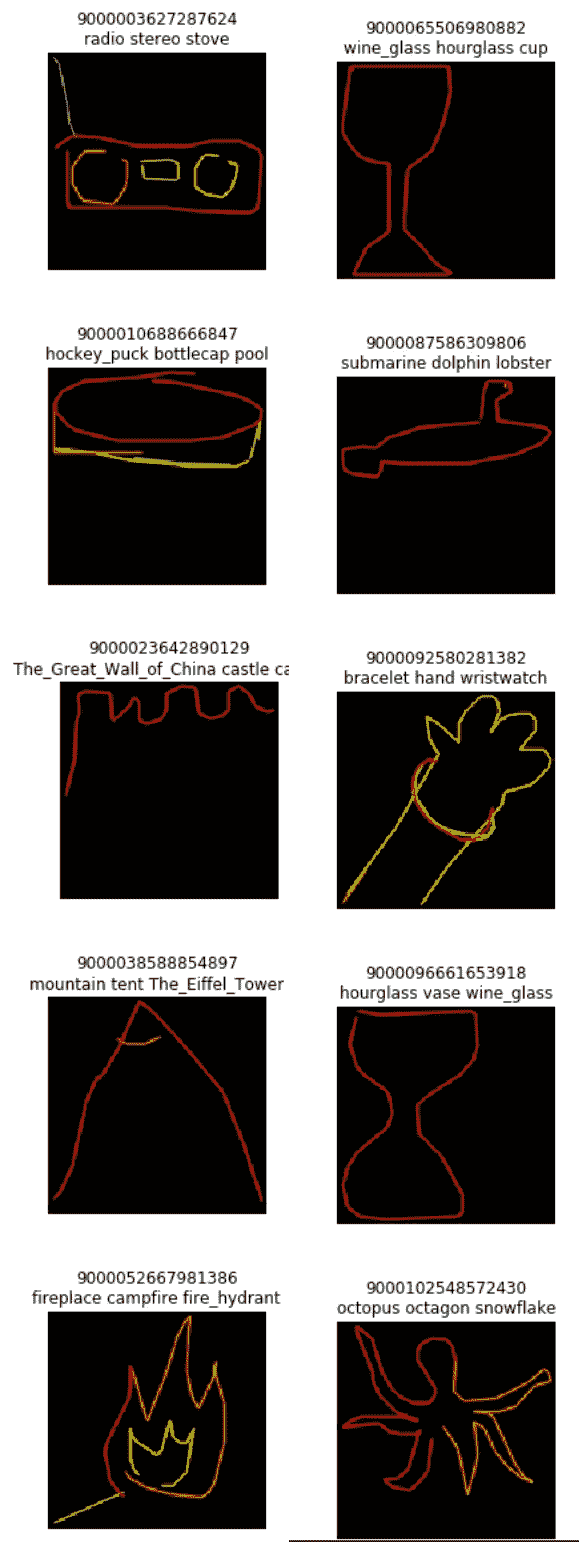 9000003627287624
radio stereo stove
9000065506980882
wine_glass hourglass cup
9000010688666847
hockey_puck bottlecap pool
9000087586309806
submarine dolphin lobster
9000023642890129
The_Great_Wall_of_China castle ca
9000092580281382
bracelet hand wristwatch
9000038588854897
mountain tent The_Eiffel_Tower
9000096661653918
hourglass vase wine_glass
9000052667981386
fireplace campfire fire_hydrant
9000102548572430
octopus octagon snowflake